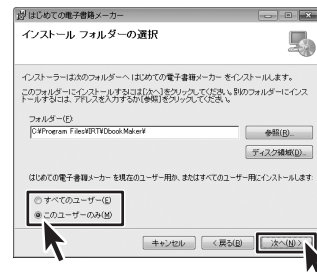 はじめての電子書籍メーカー
インストール フォルダーの選択
インストーラーは次のフォルダーへ はじめての電子書籍メーカー をインストールします。
このフォルダーにインストールするには[次へ]をクリックしてください。別のフォルダーにインス
トールするには、アドレスを入力するか[参照]をクリックしてください。
フォルダー(F):
C:¥Program Files¥IRT¥Dbook Maker¥
参照(R)...
ディスク領域(D)...
はじめての電子書籍メーカー を現在のユーザー用か、またはすべてのユーザー用にインストールします
すべてのユーザー(E)
このユーザーのみ(M)
キャンセル
< 戻る(B)
次へ(N) >